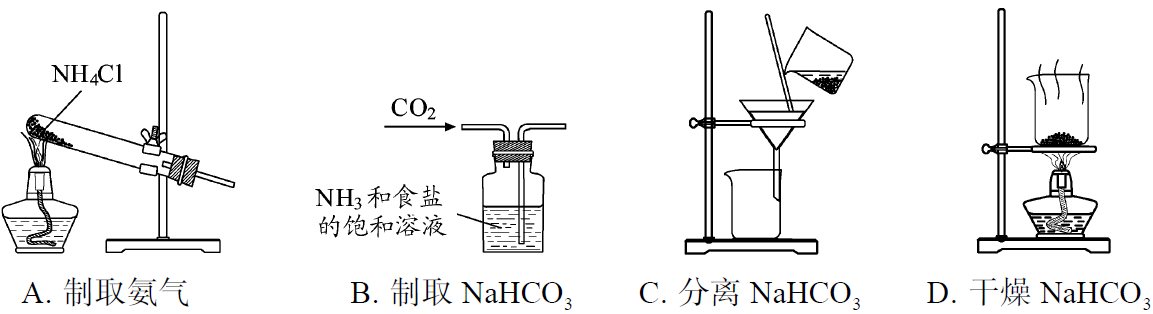 NH₄Cl
CO₂
NH₃和食盐
的饱和溶液
A. 制取氨气
B. 制取 NaHCO₃
C. 分离 NaHCO₃
D. 干燥 NaHCO₃